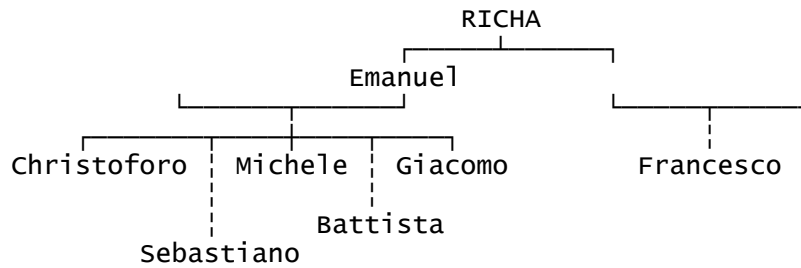 RICHA
Emanuel
Christoforo Michele Giacomo Francesco
Battista
Sebastiano